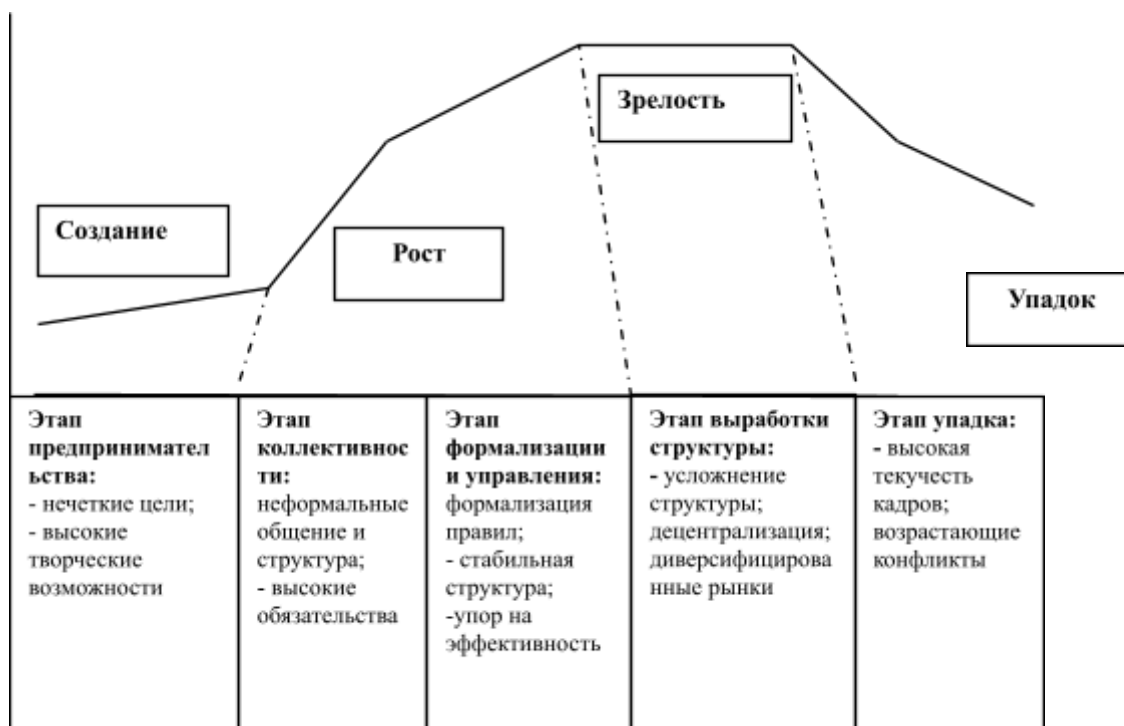 Зрелость
Создание
Рост
Упадок
Этап
предпринимател
ьства:
- нечеткие цели;
- высокие
творческие
возможности
Этап
коллективнос
ти:
неформальные
общение и
структура;
- высокие
обязательства
Этап
формализации
и управления:
формализация
правил;
- стабильная
структура;
-упор на
эффективность
Этап выработки
структуры:
- усложнение
структуры;
децентрализация;
диверсифицирова
нные рынки
Этап упадка:
- высокая
текучесть
кадров;
возрастающие
конфликты